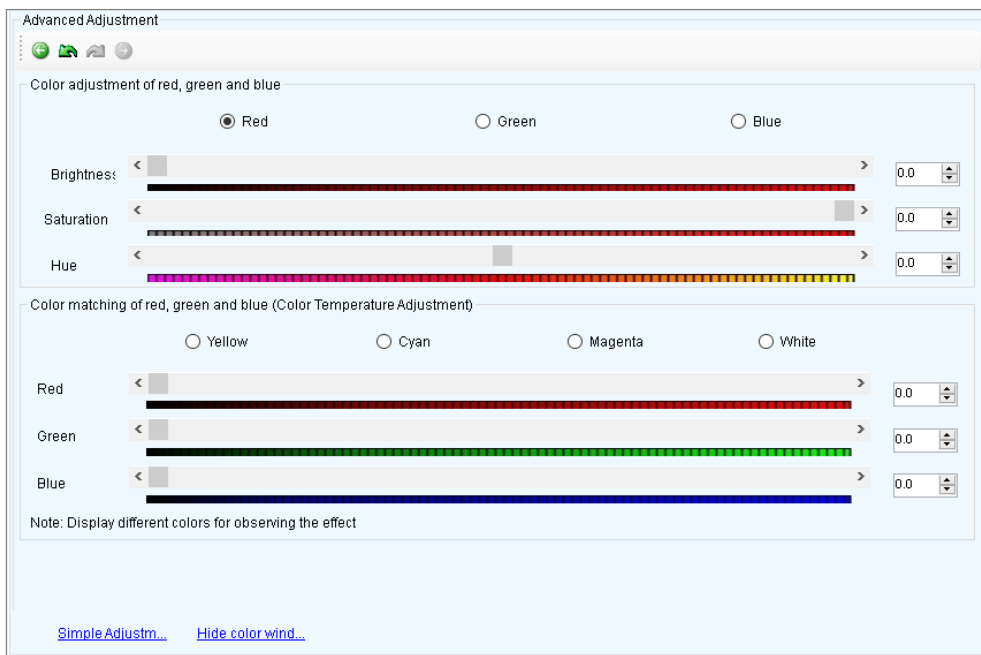 Advanced Adjustment
Color adjustment of red, green and blue
Red Green Blue
Brightness 0.0
Saturation 0.0
Hue 0.0
Color matching of red, green and blue (Color Temperature Adjustment)
Yellow Cyan Magenta White
Red 0.0
Green 0.0
Blue 0.0
Note: Display different colors for observing the effect
Simple Adjustm... Hide color wind...